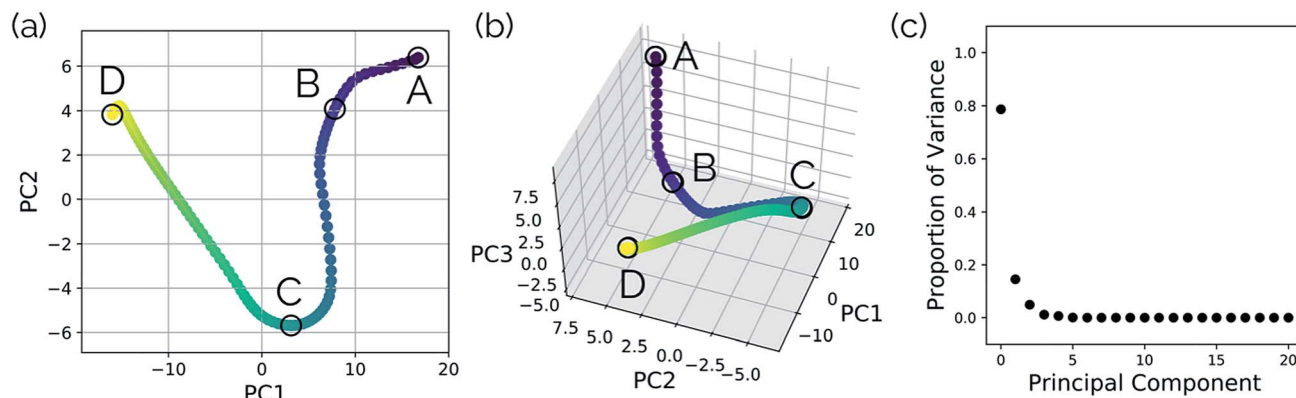 (a)
6
4
2
0
−2
−4
−6
PC2
−10
0
10
20
PC1
A
B
C
D
(b)
A
B
C
D
7.5
5.0
2.5
0.0
−2.5
−5.0
PC3
7.5
5.0
2.5
0.0
−2.5
−5.0
PC2
20
10
0
−10
PC1
(c)
1.0
0.8
0.6
0.4
0.2
0.0
Proportion of Variance
0
5
10
15
20
Principal Component